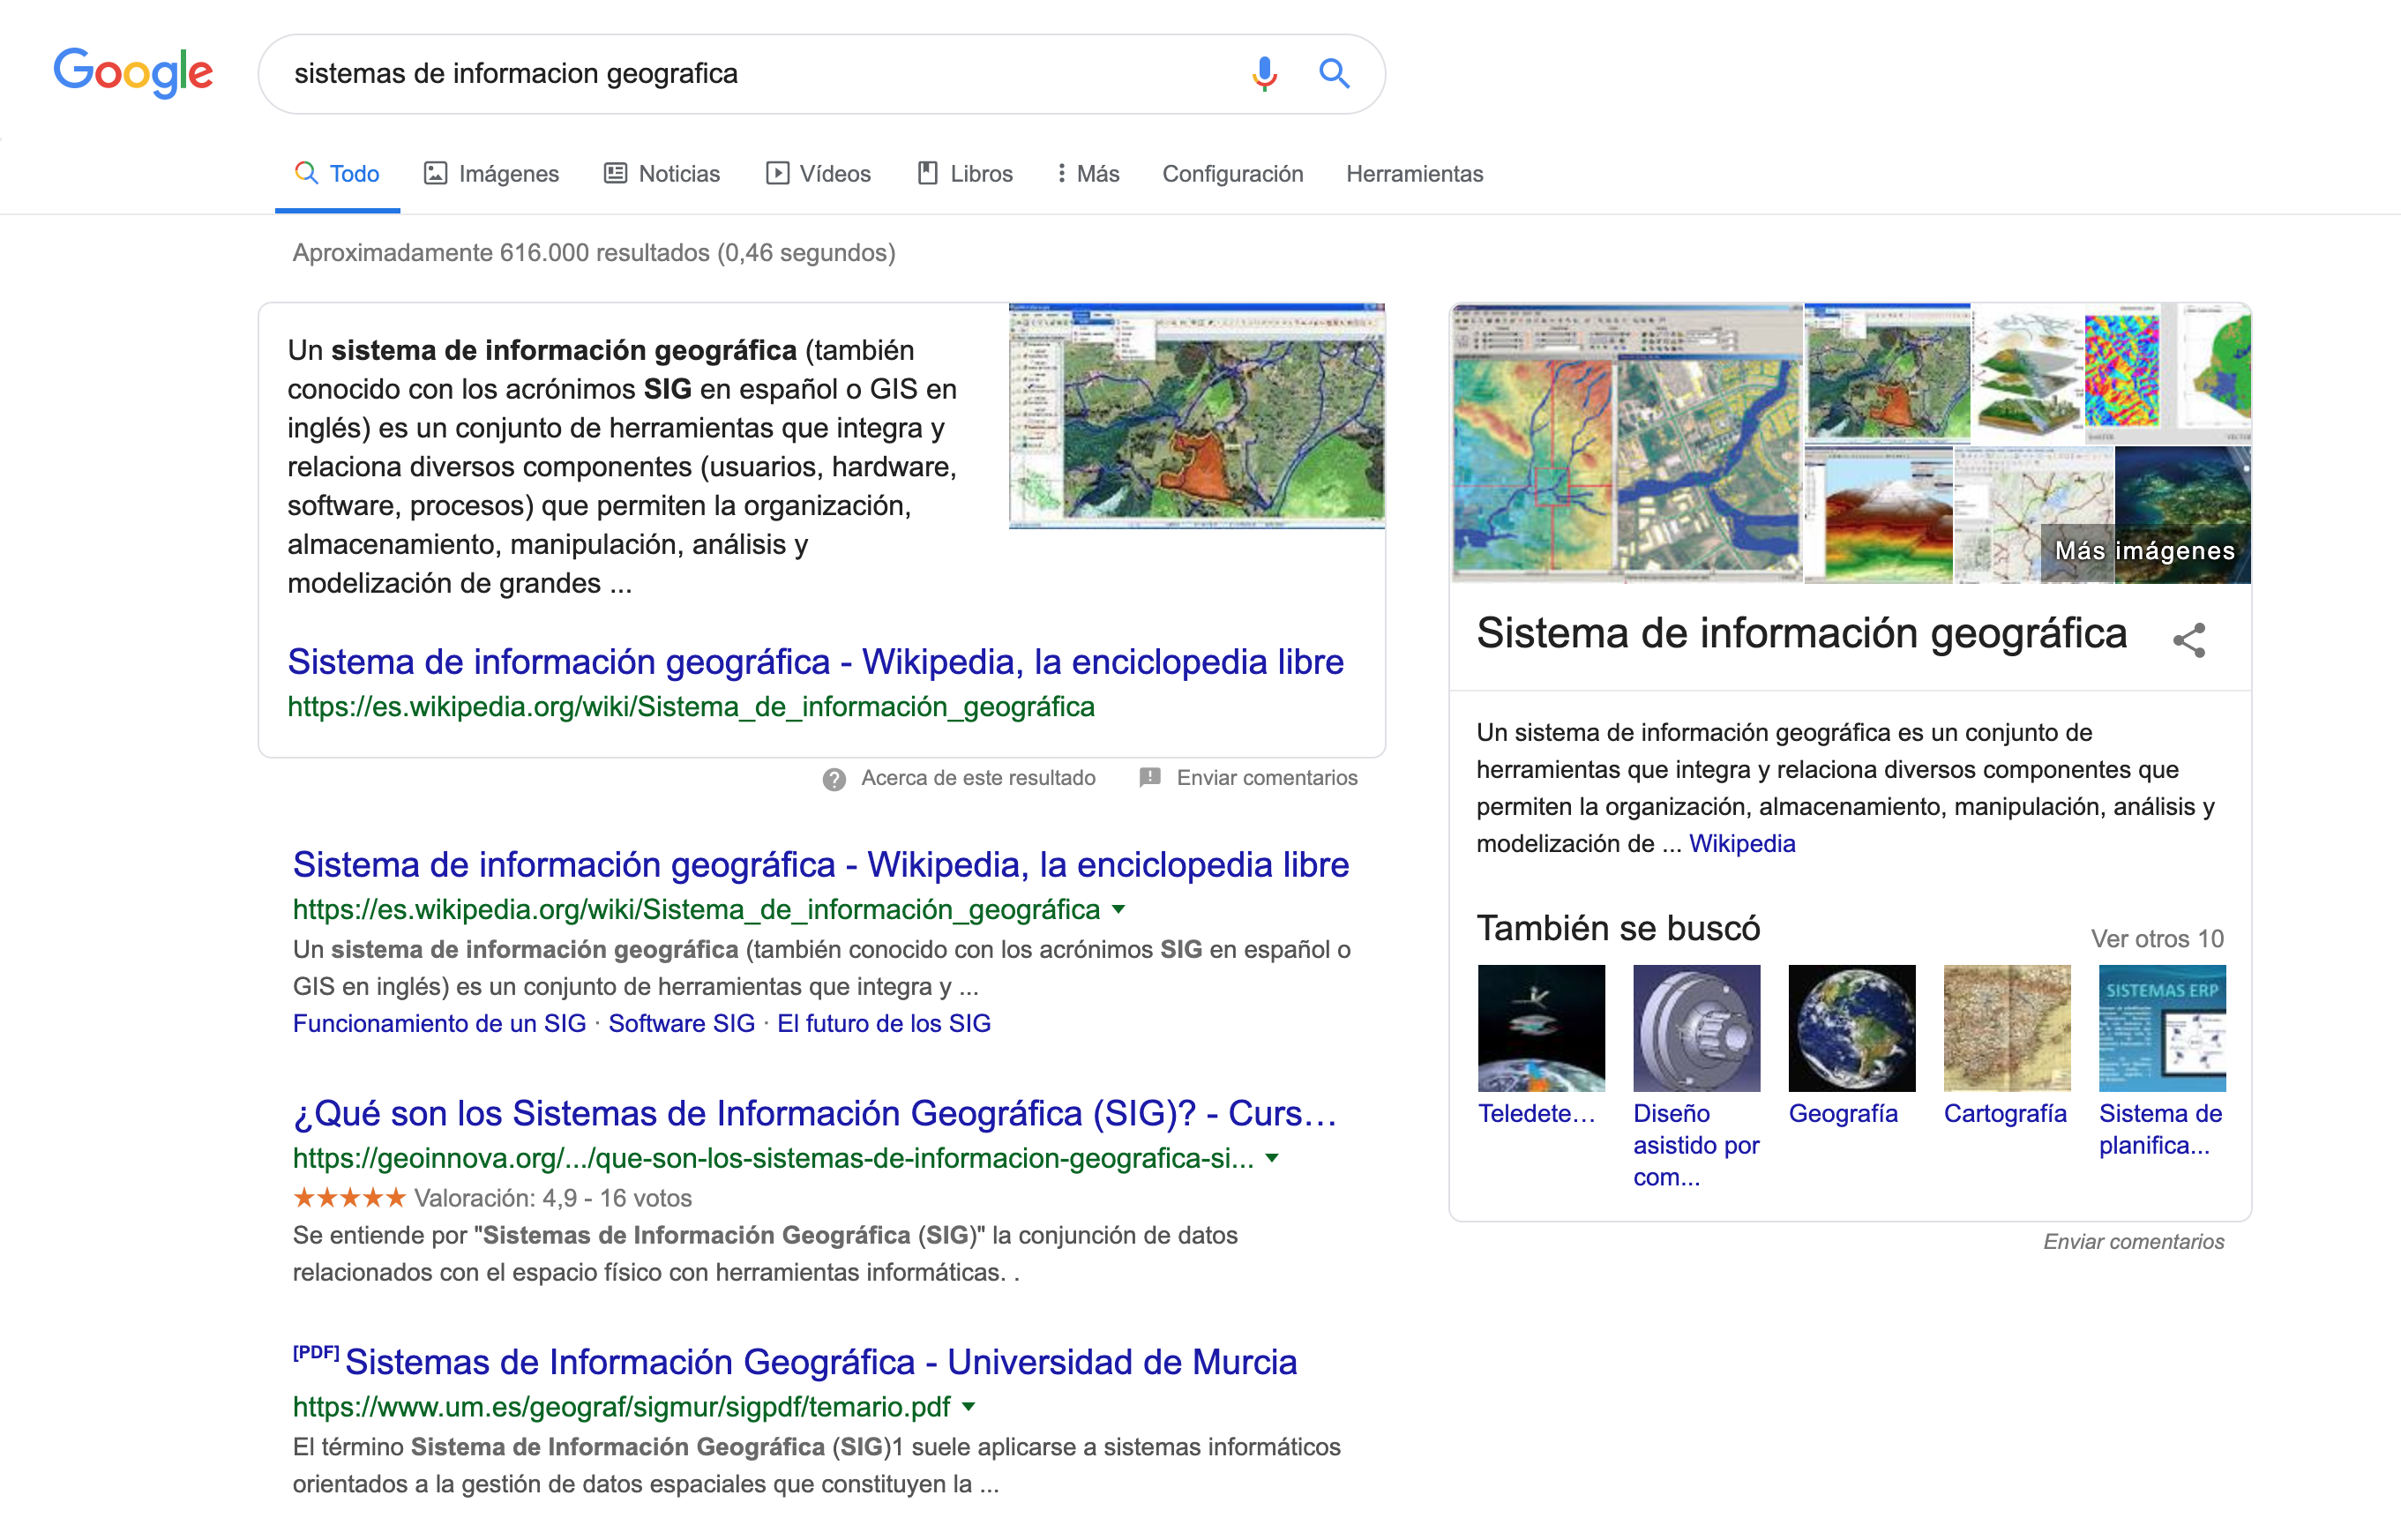 Google
sistemas de informacion geografica
Todo
Imágenes
Noticias
Vídeos
Libros
Más
Configuración
Herramientas
Aproximadamente 616.000 resultados (0,46 segundos)
Un sistema de información geográfica (también
conocido con los acrónimos SIG en español o GIS en
inglés) es un conjunto de herramientas que integra y
relaciona diversos componentes (usuarios, hardware,
software, procesos) que permiten la organización,
almacenamiento, manipulación, análisis y
modelización de grandes ...
Sistema de información geográfica - Wikipedia, la enciclopedia libre
https://es.wikipedia.org/wiki/Sistema_de_información_geográfica
Acerca de este resultado
Enviar comentarios
Sistema de información geográfica - Wikipedia, la enciclopedia libre
https://es.wikipedia.org/wiki/Sistema_de_información_geográfica
Un sistema de información geográfica (también conocido con los acrónimos SIG en español o
GIS en inglés) es un conjunto de herramientas que integra y ...
Funcionamiento de un SIG · Software SIG · El futuro de los SIG
¿Qué son los Sistemas de Información Geográfica (SIG)? - Curs...
https://geoinnova.org/.../que-son-los-sistemas-de-informacion-geografica-si...
Valoración: 4,9 - 16 votos
Se entiende por "Sistemas de Información Geográfica (SIG)" la conjunción de datos
relacionados con el espacio físico con herramientas informáticas. .
[PDF] Sistemas de Información Geográfica - Universidad de Murcia
https://www.um.es/geograf/sigmur/sigpdf/temario.pdf
El término Sistema de Información Geográfica (SIG)1 suele aplicarse a sistemas informáticos
orientados a la gestión de datos espaciales que constituyen la ...
Más imágenes
Sistema de información geográfica
Un sistema de información geográfica es un conjunto de
herramientas que integra y relaciona diversos componentes que
permiten la organización, almacenamiento, manipulación, análisis y
modelización de ... Wikipedia
También se buscó
Ver otros 10
SISTEMAS ERP
Teledete...
Diseño
asistido por
com...
Geografía
Cartografía
Sistema de
planifica...
Enviar comentarios